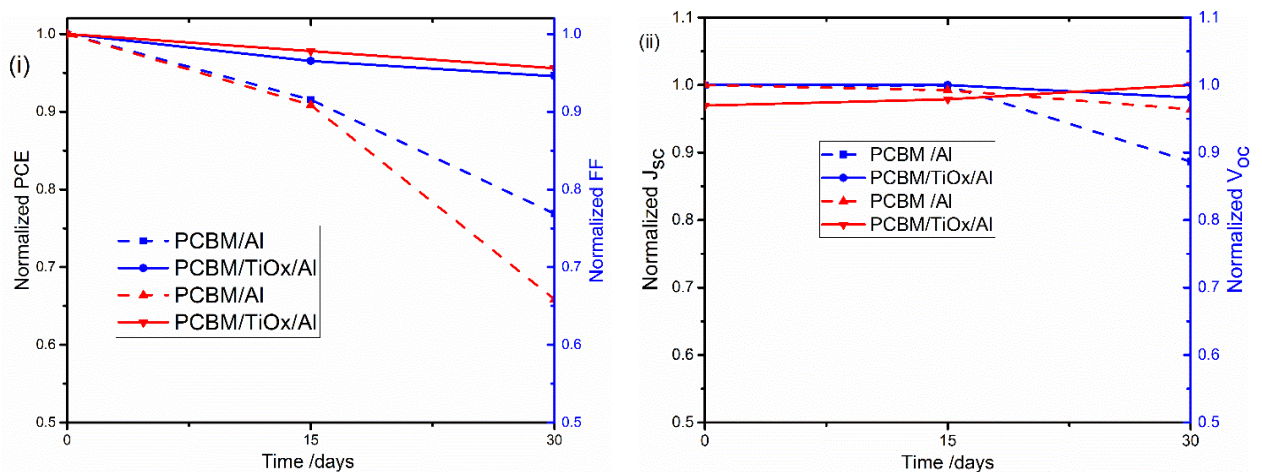 (i)
Normalized PCE
1.0
0.9
0.8
0.7
0.6
0.5
PCBM/Al
PCBM/TiOx/Al
PCBM/Al
PCBM/TiOx/Al
0
15
30
Time /days
1.0
0.9
0.8
0.7
0.6
0.5
Normalized FF
(ii)
Normalized JSC
1.1
1.0
0.9
0.8
0.7
0.6
0.5
PCBM /Al
PCBM/TiOx/Al
PCBM /Al
PCBM/TiOx/Al
0
15
30
Time /days
1.1
1.0
0.9
0.8
0.7
0.6
0.5
Normalized VOC